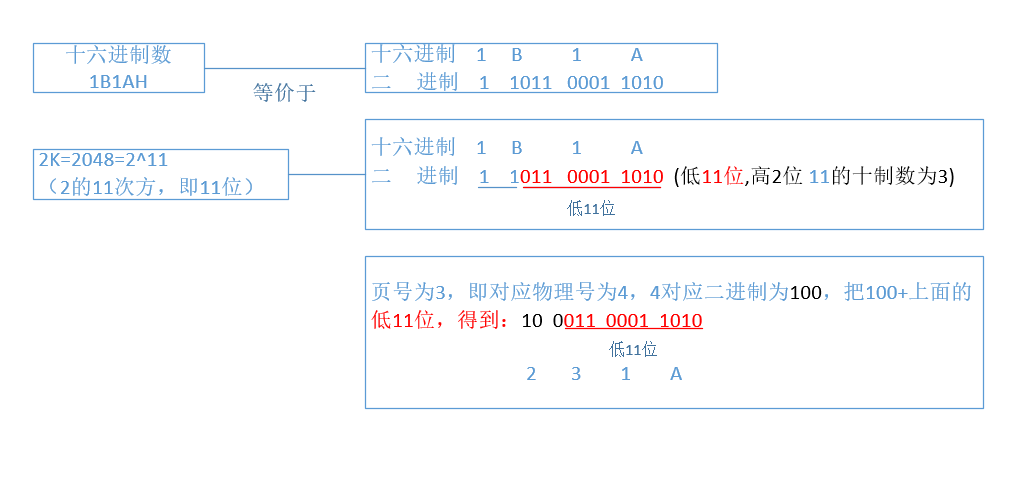 十六进制数
1B1AH
等价于
十六进制 1 B 1 A
二 进制 1 1011 0001 1010
2K=2048=2^11
（2的11次方，即11位）
十六进制 1 B 1 A
二 进制 1 1011 0001 1010 (低11位,高2位 11的十制数为3)
低11位
页号为3，即对应物理号为4，4对应二进制为100，把100+上面的
低11位，得到：10 0011 0001 1010
低11位
2 3 1 A